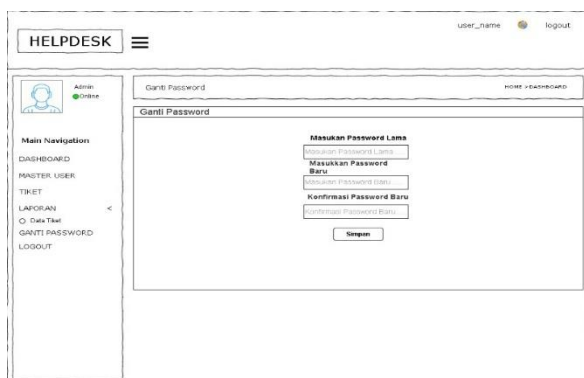 user_name logout
HELPDESK
Admin
Online
Ganti Password HOME > DASHBOARD
Ganti Password
Main Navigation
DASHBOARD
MASTER USER
TIKET
LAPORAN <
Data Tiket
GANTI PASSWORD
LOGOUT
Masukan Password Lama
Masukan Password Lama....
Masukkan Password
Baru
Masukan Password Baru....
Konfirmasi Password Baru
Konfirmasi Password Baru....
Simpan